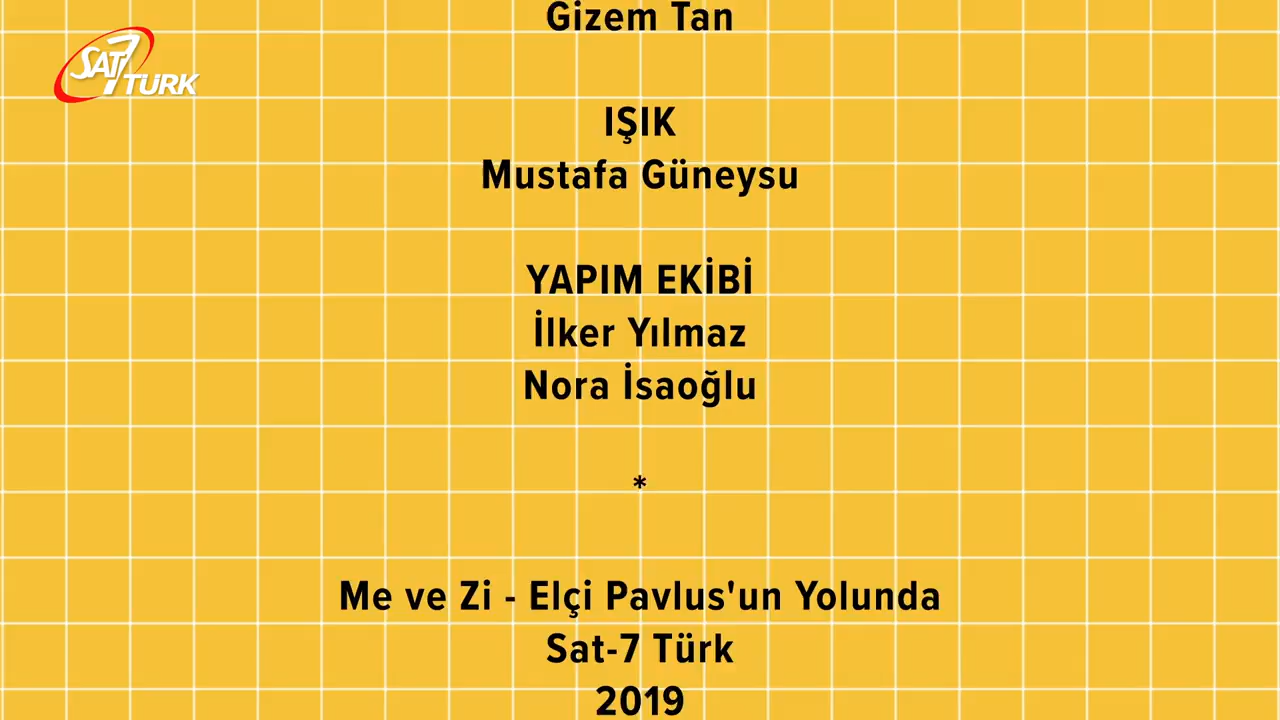 Gizem Tan
SAT7
TÜRK
IŞIK
Mustafa Güneysu
YAPIM EKİBİ
İlker Yılmaz
Nora İsaoğlu
*
Me ve Zi - Elçi Pavlus'un Yolunda
Sat-7 Türk
2019